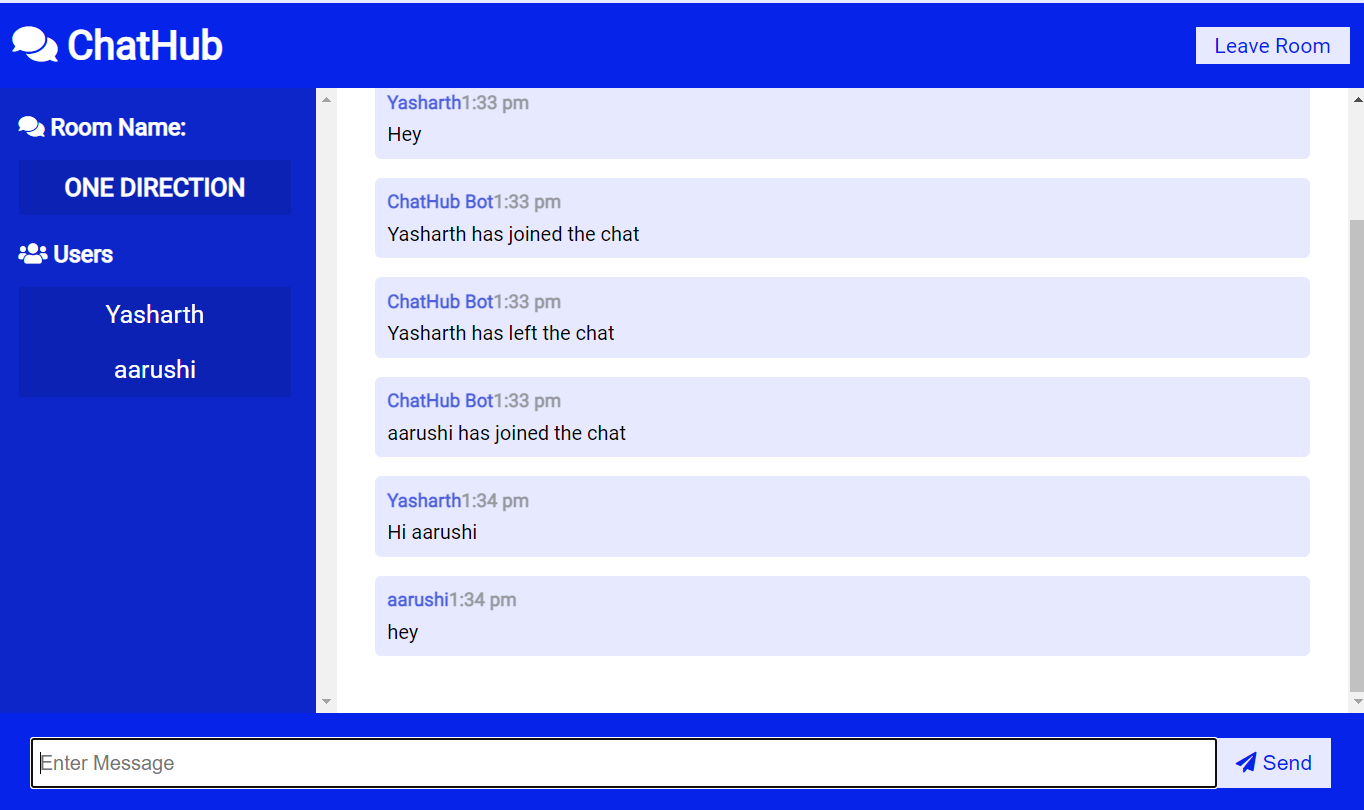 ChatHub
Leave Room
Room Name:
ONE DIRECTION
Users
Yasharth
aarushi
Yasharth1:33 pm
Hey
ChatHub Bot1:33 pm
Yasharth has joined the chat
ChatHub Bot1:33 pm
Yasharth has left the chat
ChatHub Bot1:33 pm
aarushi has joined the chat
Yasharth1:34 pm
Hi aarushi
aarushi1:34 pm
hey
Enter Message
Send